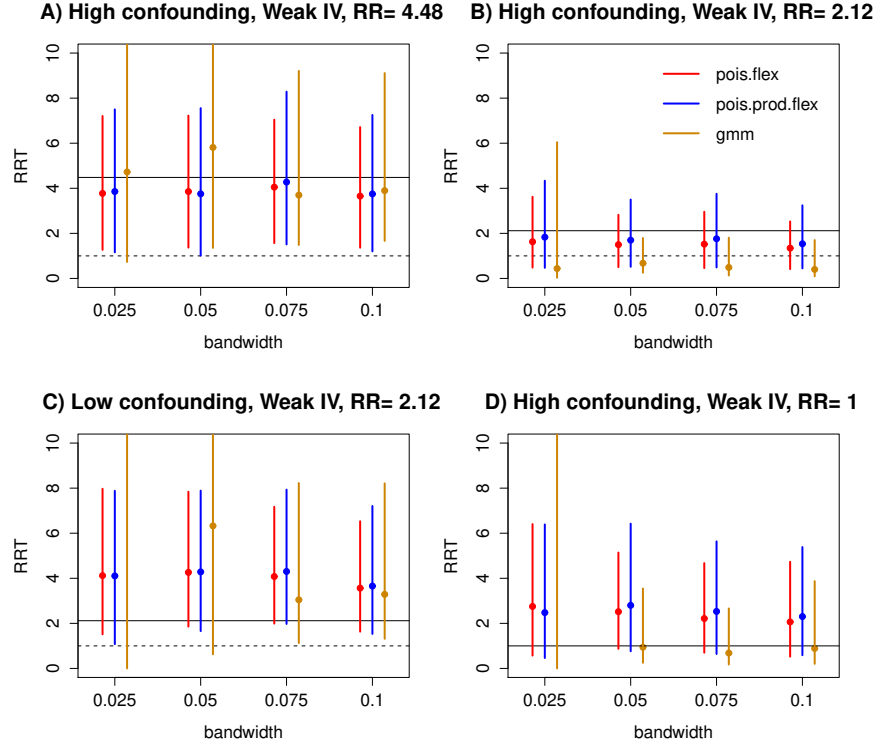 A) High confounding, Weak IV, RR= 4.48
RRT
10
8
6
4
2
0
0.025 0.05 0.075 0.1
bandwidth
B) High confounding, Weak IV, RR= 2.12
pois.flex
pois.prod.flex
gmm
RRT
10
8
6
4
2
0
0.025 0.05 0.075 0.1
bandwidth
C) Low confounding, Weak IV, RR= 2.12
RRT
10
8
6
4
2
0
0.025 0.05 0.075 0.1
bandwidth
D) High confounding, Weak IV, RR= 1
RRT
10
8
6
4
2
0
0.025 0.05 0.075 0.1
bandwidth